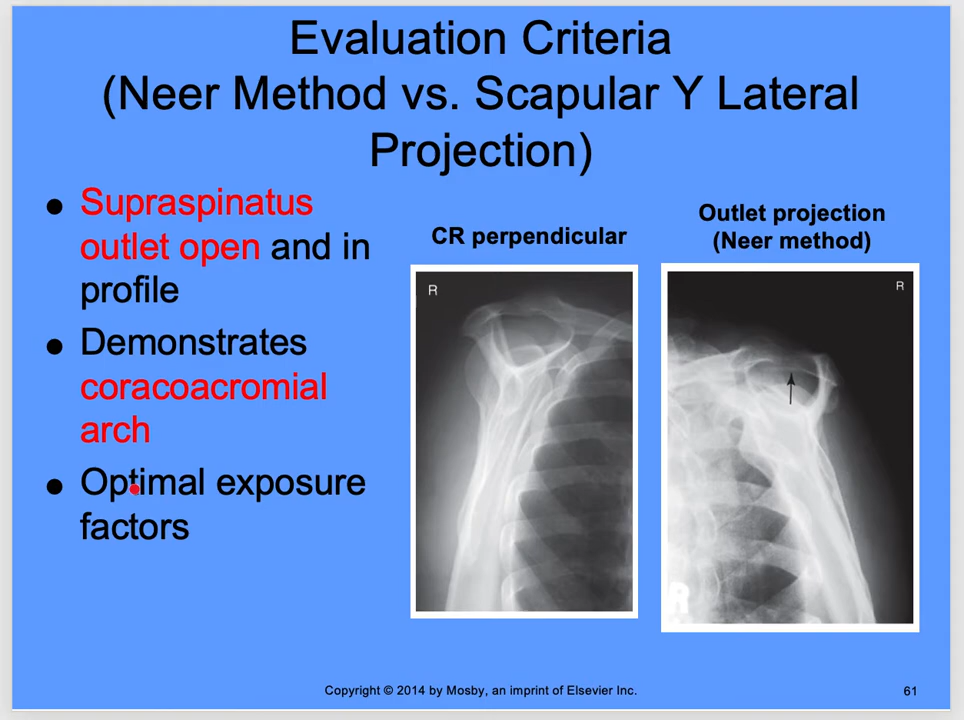 Evaluation Criteria
(Neer Method vs. Scapular Y Lateral
Projection)
● Supraspinatus
outlet open and in
profile
● Demonstrates
coracoacromial
arch
● Optimal exposure
factors
CR perpendicular
R
Outlet projection
(Neer method)
R
R
Copyright © 2014 by Mosby, an imprint of Elsevier Inc.
61